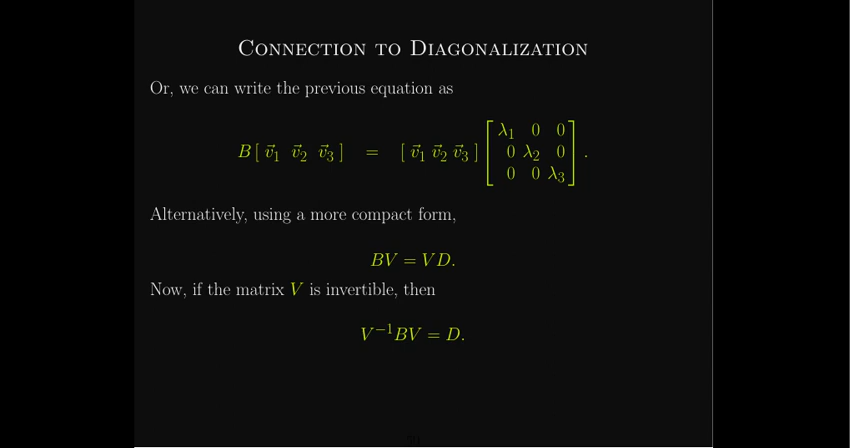 Connection to Diagonalization
Or, we can write the previous equation as
B [ v⃗₁ v⃗₂ v⃗₃ ] = [ v⃗₁ v⃗₂ v⃗₃ ] [ λ₁ 0 0
0 λ₂ 0
0 0 λ₃ ] .
Alternatively, using a more compact form,
BV = VD.
Now, if the matrix V is invertible, then
V⁻¹BV = D.